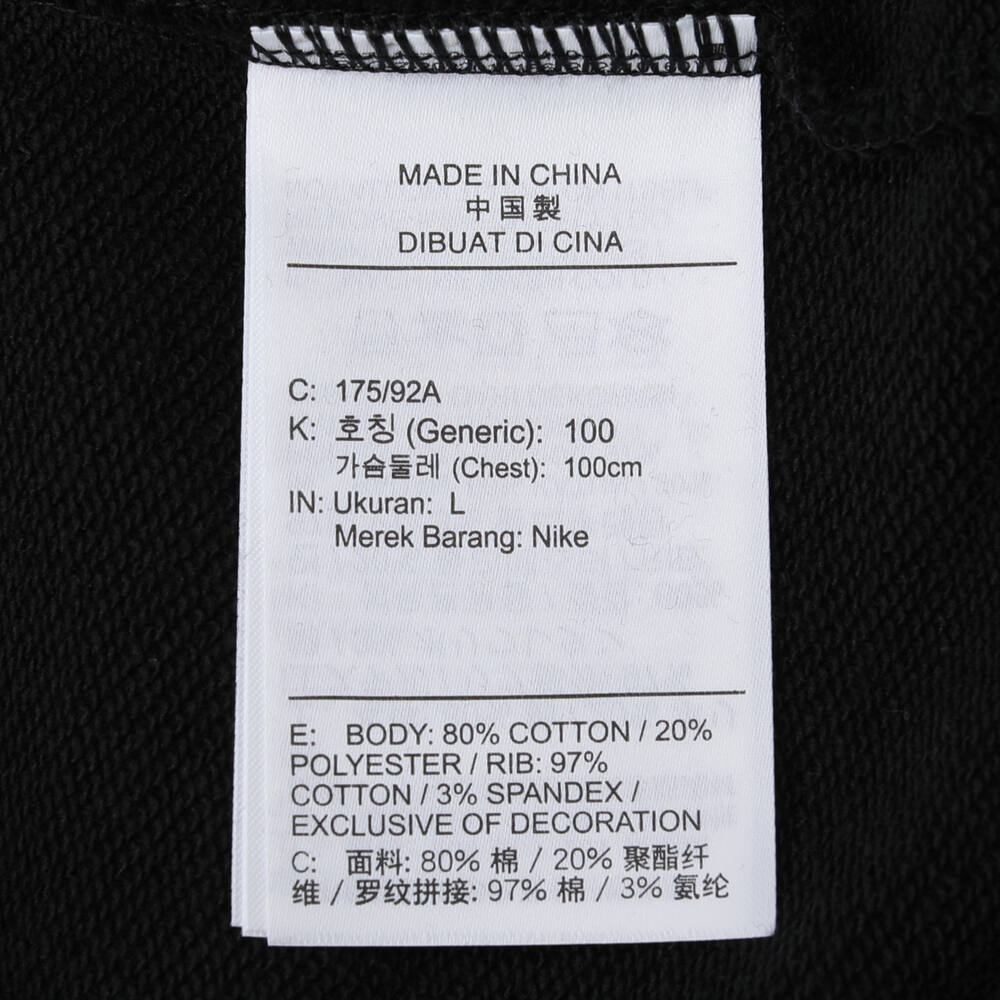 MADE IN CHINA
中国製
DIBUAT DI CINA
C: 175/92A
K: 호칭 (Generic): 100
가슴둘레 (Chest): 100cm
IN: Ukuran: L
Merek Barang: Nike
E: BODY: 80% COTTON / 20%
POLYESTER / RIB: 97%
COTTON / 3% SPANDEX /
EXCLUSIVE OF DECORATION
C: 面料: 80% 棉 / 20% 聚酯纤
维 / 罗纹拼接: 97% 棉 / 3% 氨纶